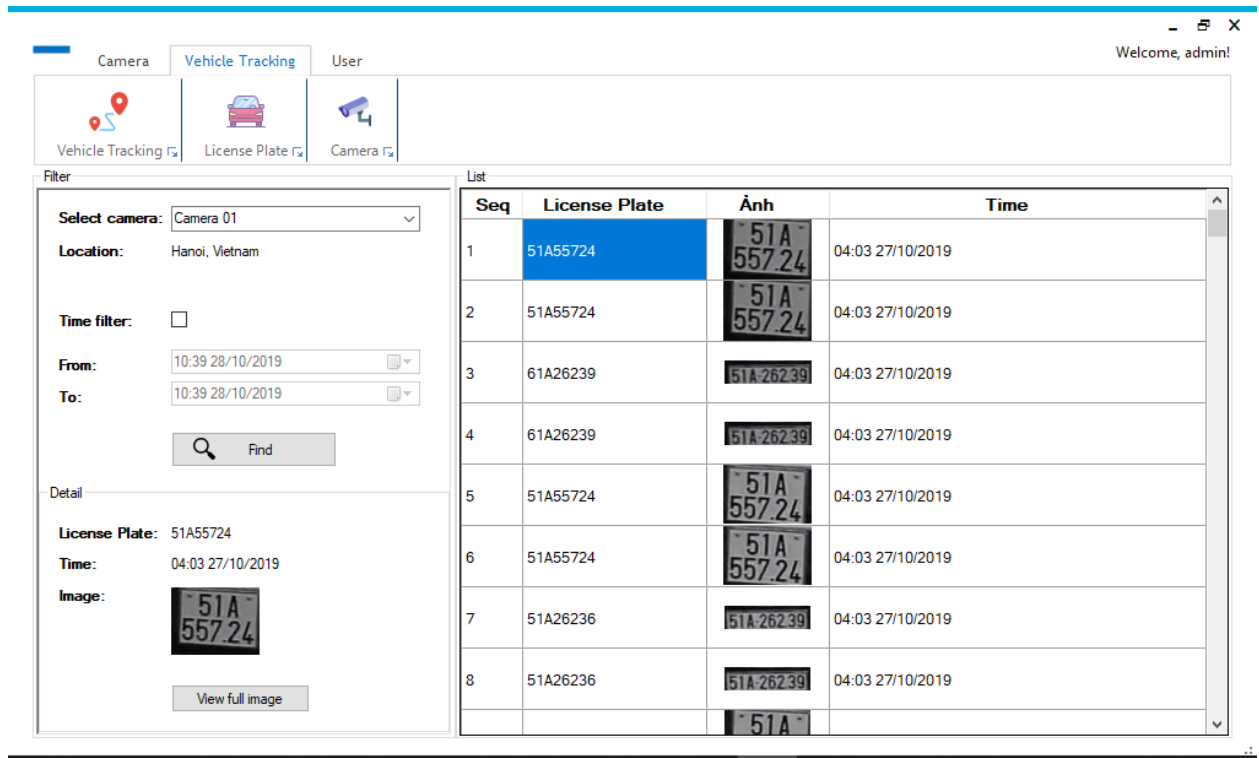 Welcome, admin!
Camera
Vehicle Tracking
User
Vehicle Tracking
License Plate
Camera
Filter
Select camera: Camera 01
Location: Hanoi, Vietnam
Time filter:
From: 10:39 28/10/2019
To: 10:39 28/10/2019
Find
Detail
License Plate: 51A55724
Time: 04:03 27/10/2019
Image:
51A
557.24
View full image
List
Seq License Plate Ảnh Time
1 51A55724
51A
557.24
04:03 27/10/2019
2 51A55724
51A
557.24
04:03 27/10/2019
3 61A26239 51A-262.39 04:03 27/10/2019
4 61A26239 51A-262.39 04:03 27/10/2019
5 51A55724
51A
557.24
04:03 27/10/2019
6 51A55724
51A
557.24
04:03 27/10/2019
7 51A26236 51A-262.39 04:03 27/10/2019
8 51A26236 51A-262.39 04:03 27/10/2019
51A